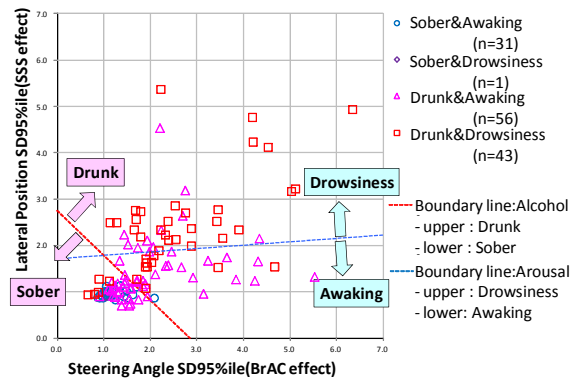 Lateral Position SD95%ile(SSS effect)
7.0
6.0
5.0
4.0
3.0
2.0
1.0
0.0
0.0 1.0 2.0 3.0 4.0 5.0 6.0 7.0
Steering Angle SD95%ile(BrAC effect)
Drunk
Sober
Drowsiness
Awaking
Sober&Awaking
(n=31)
Sober&Drowsiness
(n=1)
Drunk&Awaking
(n=56)
Drunk&Drowsiness
(n=43)
Boundary line:Alcohol
- upper : Drunk
- lower : Sober
Boundary line:Arousal
- upper : Drowsiness
- lower: Awaking